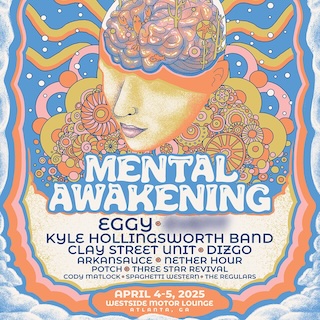 MENTAL
AWAKENING
EGGY •
KYLE HOLLINGSWORTH BAND
CLAY STREET UNIT • DIZGO
ARKANSAUCE • NETHER HOUR
POTCH • THREE STAR REVIVAL
CODY MATLOCK • SPAGHETTI WESTERN • THE REGULARS
APRIL 4-5, 2025
WESTSIDE MOTOR LOUNGE
ATLANTA, GA